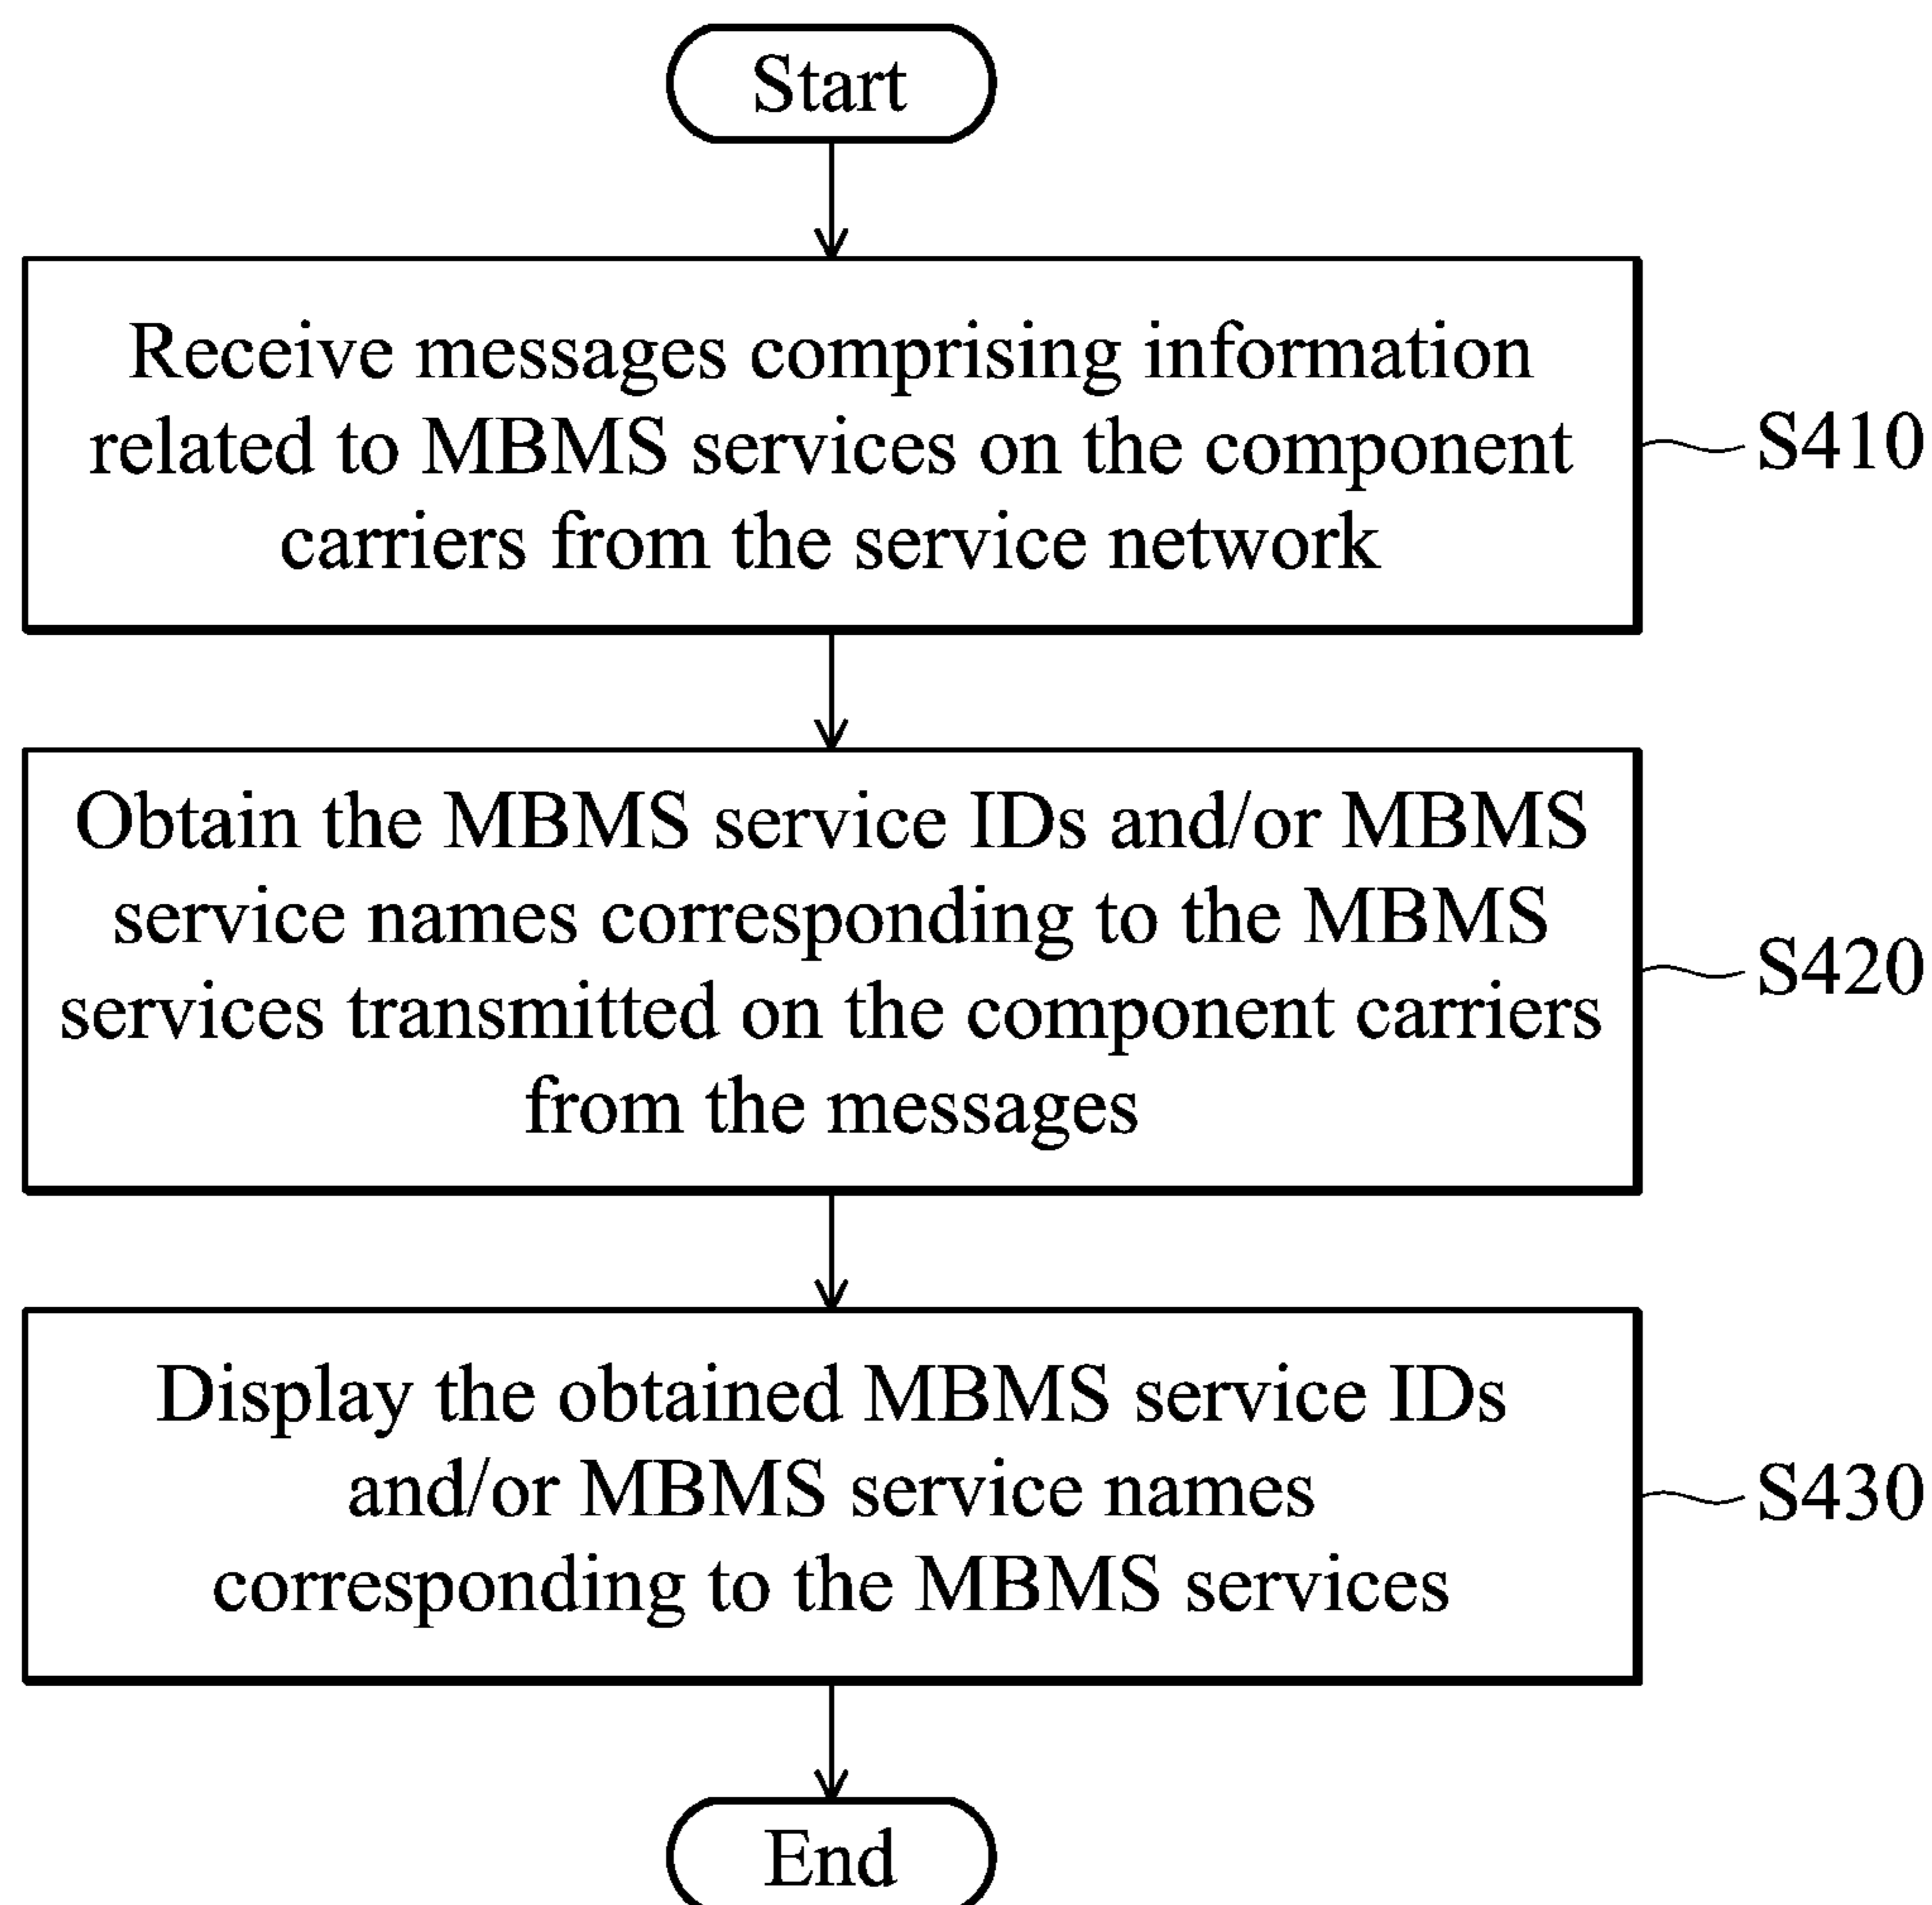 Start
Receive messages comprising information
related to MBMS services on the component
carriers from the service network
S410
Obtain the MBMS service IDs and/or MBMS
service names corresponding to the MBMS
services transmitted on the component carriers
from the messages
S420
Display the obtained MBMS service IDs
and/or MBMS service names
corresponding to the MBMS services
S430
End